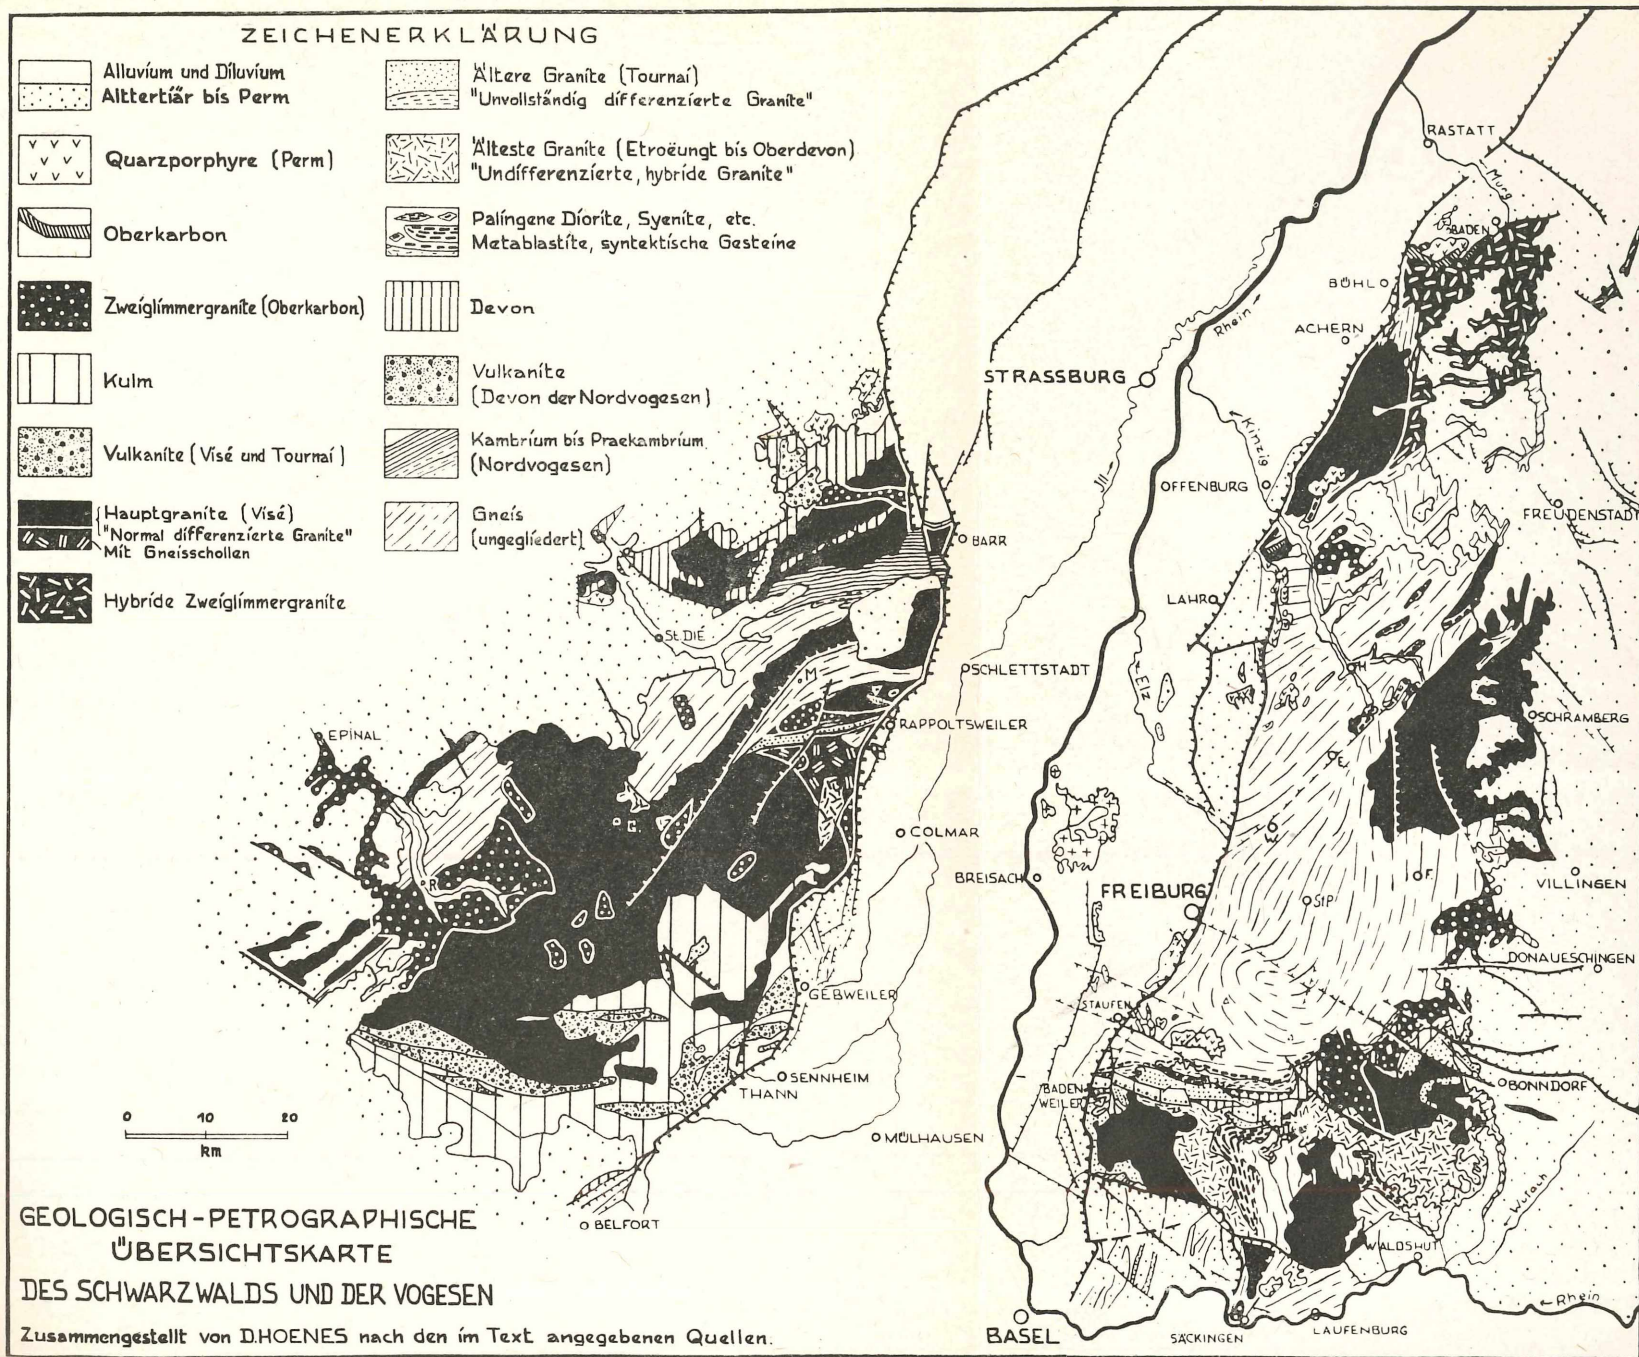 ZEICHENERKLÄRUNG
Alluvium und Diluvium
Alttertiär bis Perm
Quarzporphyre (Perm)
Oberkarbon
Zweiglimmergranite (Oberkarbon)
Kulm
Vulkanite (Visé und Tournai)
Hauptgranite (Visé)
"Normal differenzierte Granite"
Mit Gneisschollen
Hybride Zweiglimmergranite
Ältere Granite (Tournai)
"Unvollständig differenzierte Granite"
Älteste Granite (Etroëungt bis Oberdevon)
"Undifferenzierte, hybride Granite"
Palingene Diorite, Syenite, etc.
Metablastite, syntektische Gesteine
Devon
Vulkanite
(Devon der Nordvogesen)
Kambrium bis Praekambrium
(Nordvogesen)
Gneis
(ungegliedert)
RASTATT
Murg
BADEN
BÜHL
ACHERN
Rhein
STRASSBURG
Kinzig
Ill
OFFENBURG
FREUDENSTADT
BARR
LAHR
St. DIÉ
SCHLETTSTADT
Elz
H
M
RAPPOLTSWEILER
SCHRAMBERG
EPINAL
E
G.
W
COLMAR
BREISACH
FREIBURG
R
F.
St.P
VILLINGEN
DONAUESCHINGEN
GEBWEILER
STAUFEN
SENNHEIM
THANN
BADEN
WEILER
BONNDORF
0 10 20
km
MÜLHAUSEN
Wutach
BELFORT
WALDSHUT
Rhein
BASEL
SÄCKINGEN
LAUFENBURG
GEOLOGISCH-PETROGRAPHISCHE
ÜBERSICHTSKARTE
DES SCHWARZWALDS UND DER VOGESEN
Zusammengestellt von D.HOENES nach den im Text angegebenen Quellen.